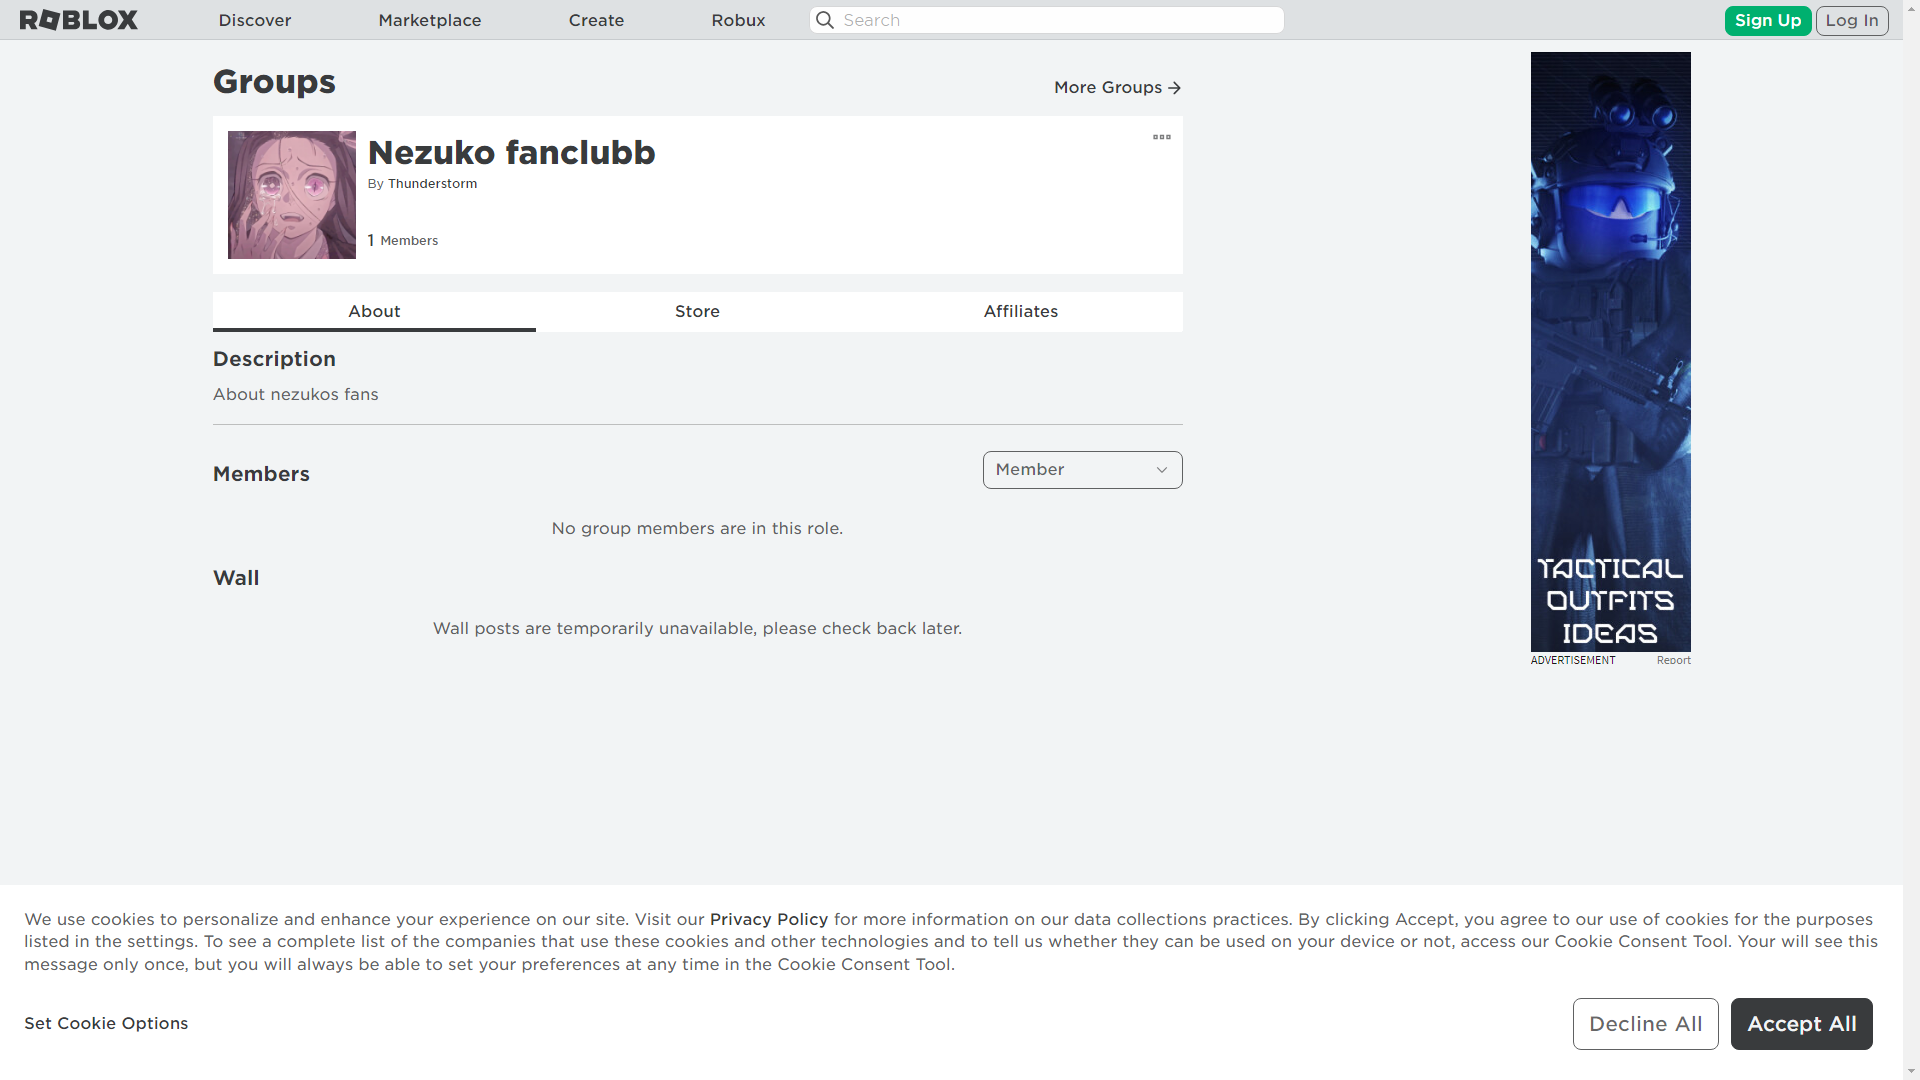 ROBLOX
Discover
Marketplace
Create
Robux
Search
Sign Up
Log In
Groups
More Groups
Nezuko fanclubb
By Thunderstorm
1 Members
About
Store
Affiliates
Description
About nezukos fans
Members
Member
No group members are in this role.
Wall
Wall posts are temporarily unavailable, please check back later.
TACTICAL
OUTFITS
IDEAS
ADVERTISEMENT
Report
We use cookies to personalize and enhance your experience on our site. Visit our Privacy Policy for more information on our data collections practices. By clicking Accept, you agree to our use of cookies for the purposes
listed in the settings. To see a complete list of the companies that use these cookies and other technologies and to tell us whether they can be used on your device or not, access our Cookie Consent Tool. Your will see this
message only once, but you will always be able to set your preferences at any time in the Cookie Consent Tool.
Set Cookie Options
Decline All
Accept All